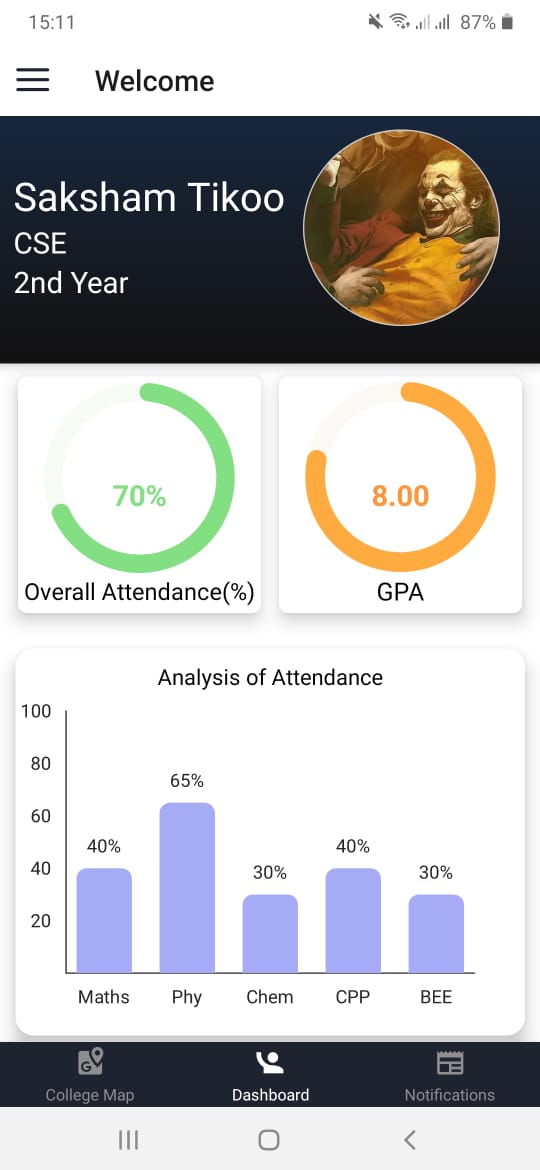 15:11
87%
Welcome
Saksham Tikoo
CSE
2nd Year
70%
Overall Attendance(%)
8.00
GPA
Analysis of Attendance
100
80
60
40
20
40%
65%
30%
40%
30%
Maths Phy Chem CPP BEE
College Map Dashboard Notifications